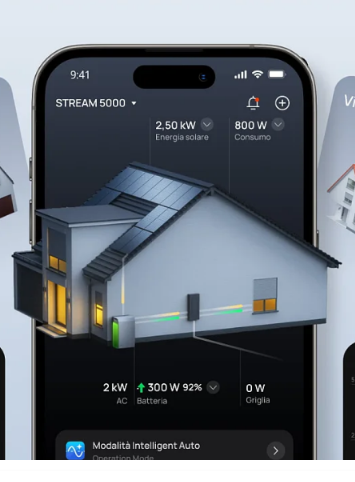 9:41
STREAM 5000
2,50 kW
Energia solare
800 W
Consumo
2 kW
AC
300 W 92%
Batteria
0 W
Griglia
Modalità Intelligent Auto
Operation Mode